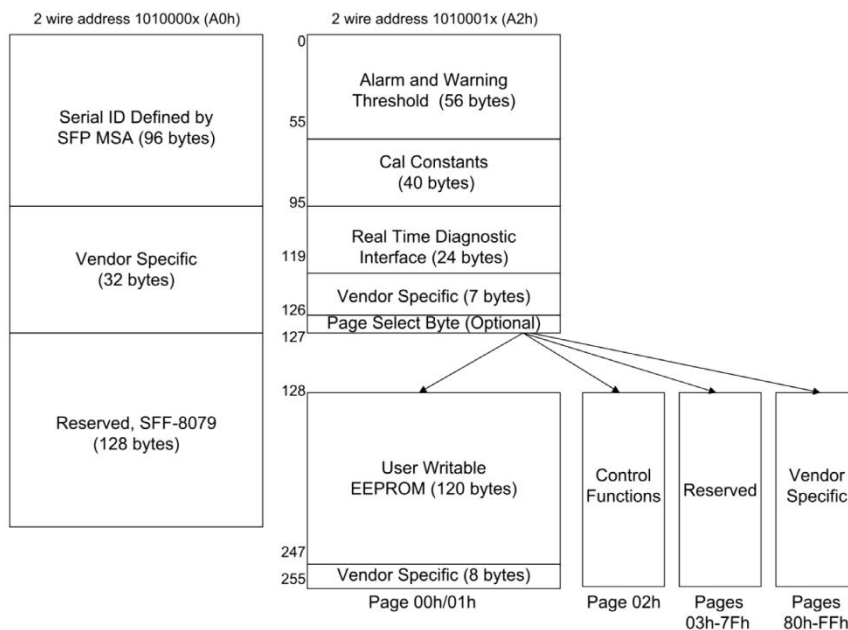 2 wire address 1010000x (A0h)
Serial ID Defined by
SFP MSA (96 bytes)
Vendor Specific
(32 bytes)
Reserved, SFF-8079
(128 bytes)
2 wire address 1010001x (A2h)
0
Alarm and Warning
Threshold (56 bytes)
55
Cal Constants
(40 bytes)
95
Real Time Diagnostic
Interface (24 bytes)
119
Vendor Specific (7 bytes)
126
Page Select Byte (Optional)
127
128
User Writable
EEPROM (120 bytes)
247
Vendor Specific (8 bytes)
255
Page 00h/01h
Control
Functions
Page 02h
Reserved
Pages
03h-7Fh
Vendor
Specific
Pages
80h-FFh